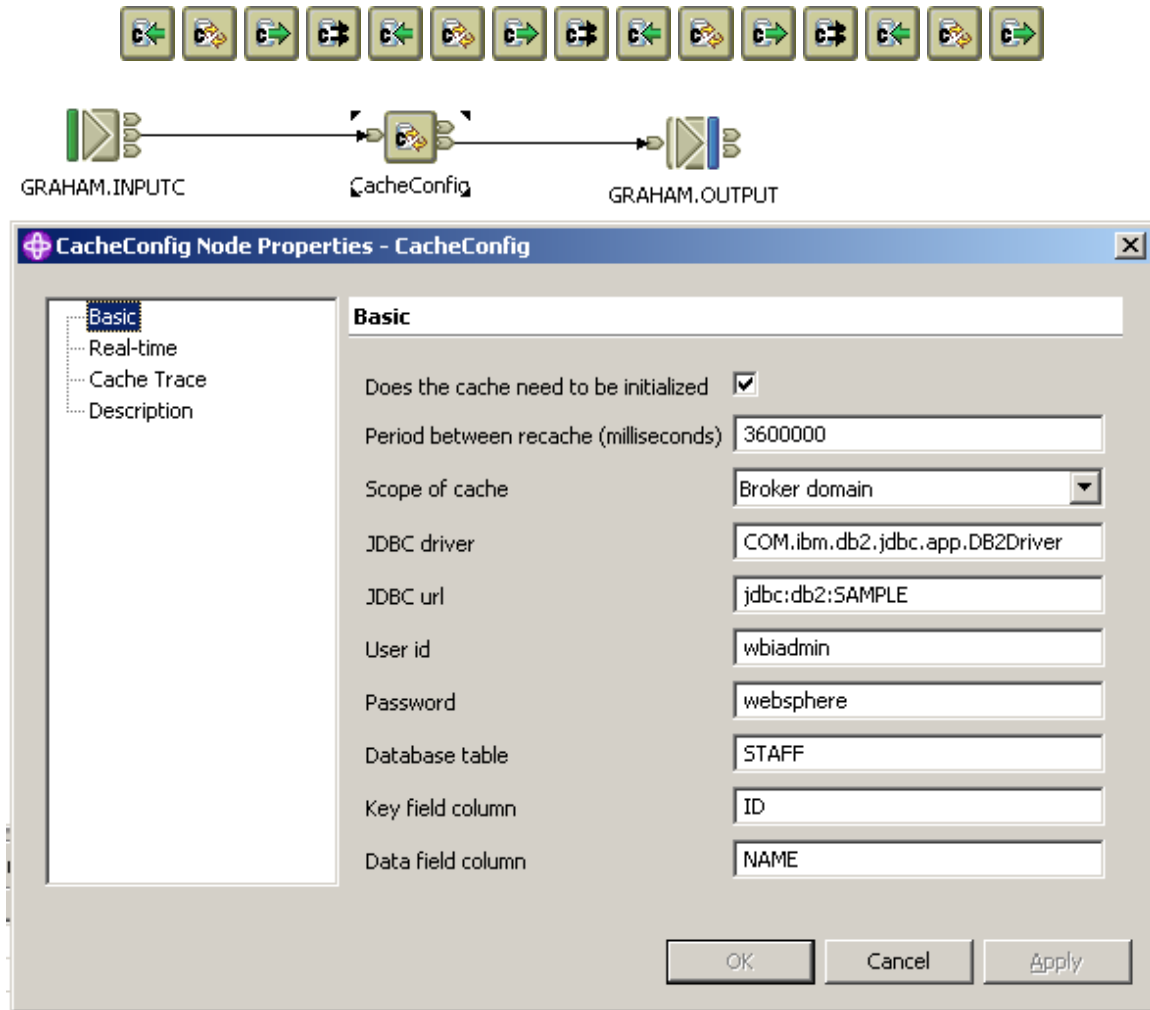 GRAHAM.INPUTC
CacheConfig
GRAHAM.OUTPUT
CacheConfig Node Properties - CacheConfig
Basic
Real-time
Cache Trace
Description
Basic
Does the cache need to be initialized
Period between recache (milliseconds) 3600000
Scope of cache Broker domain
JDBC driver COM.ibm.db2.jdbc.app.DB2Driver
JDBC url jdbc:db2:SAMPLE
User id wbiadmin
Password websphere
Database table STAFF
Key field column ID
Data field column NAME
OK Cancel Apply